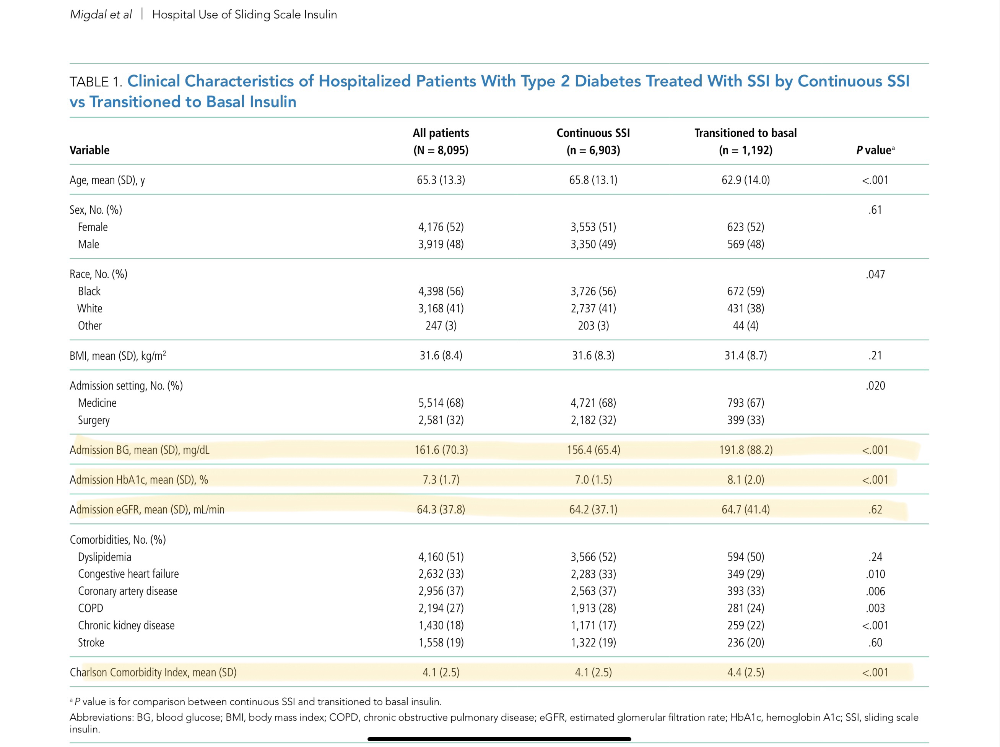 Migdal et al | Hospital Use of Sliding Scale Insulin
TABLE 1. Clinical Characteristics of Hospitalized Patients With Type 2 Diabetes Treated With SSI by Continuous SSI
vs Transitioned to Basal Insulin
All patients Continuous SSI Transitioned to basal
Variable (N = 8,095) (n = 6,903) (n = 1,192) P valueᵃ
Age, mean (SD), y 65.3 (13.3) 65.8 (13.1) 62.9 (14.0) <.001
Sex, No. (%) .61
Female 4,176 (52) 3,553 (51) 623 (52)
Male 3,919 (48) 3,350 (49) 569 (48)
Race, No. (%) .047
Black 4,398 (56) 3,726 (56) 672 (59)
White 3,168 (41) 2,737 (41) 431 (38)
Other 247 (3) 203 (3) 44 (4)
BMI, mean (SD), kg/m² 31.6 (8.4) 31.6 (8.3) 31.4 (8.7) .21
Admission setting, No. (%) .020
Medicine 5,514 (68) 4,721 (68) 793 (67)
Surgery 2,581 (32) 2,182 (32) 399 (33)
Admission BG, mean (SD), mg/dL 161.6 (70.3) 156.4 (65.4) 191.8 (88.2) <.001
Admission HbA1c, mean (SD), % 7.3 (1.7) 7.0 (1.5) 8.1 (2.0) <.001
Admission eGFR, mean (SD), mL/min 64.3 (37.8) 64.2 (37.1) 64.7 (41.4) .62
Comorbidities, No. (%)
Dyslipidemia 4,160 (51) 3,566 (52) 594 (50) .24
Congestive heart failure 2,632 (33) 2,283 (33) 349 (29) .010
Coronary artery disease 2,956 (37) 2,563 (37) 393 (33) .006
COPD 2,194 (27) 1,913 (28) 281 (24) .003
Chronic kidney disease 1,430 (18) 1,171 (17) 259 (22) <.001
Stroke 1,558 (19) 1,322 (19) 236 (20) .60
Charlson Comorbidity Index, mean (SD) 4.1 (2.5) 4.1 (2.5) 4.4 (2.5) <.001
ᵃ P value is for comparison between continuous SSI and transitioned to basal insulin.
Abbreviations: BG, blood glucose; BMI, body mass index; COPD, chronic obstructive pulmonary disease; eGFR, estimated glomerular filtration rate; HbA1c, hemoglobin A1c; SSI, sliding scale
insulin.